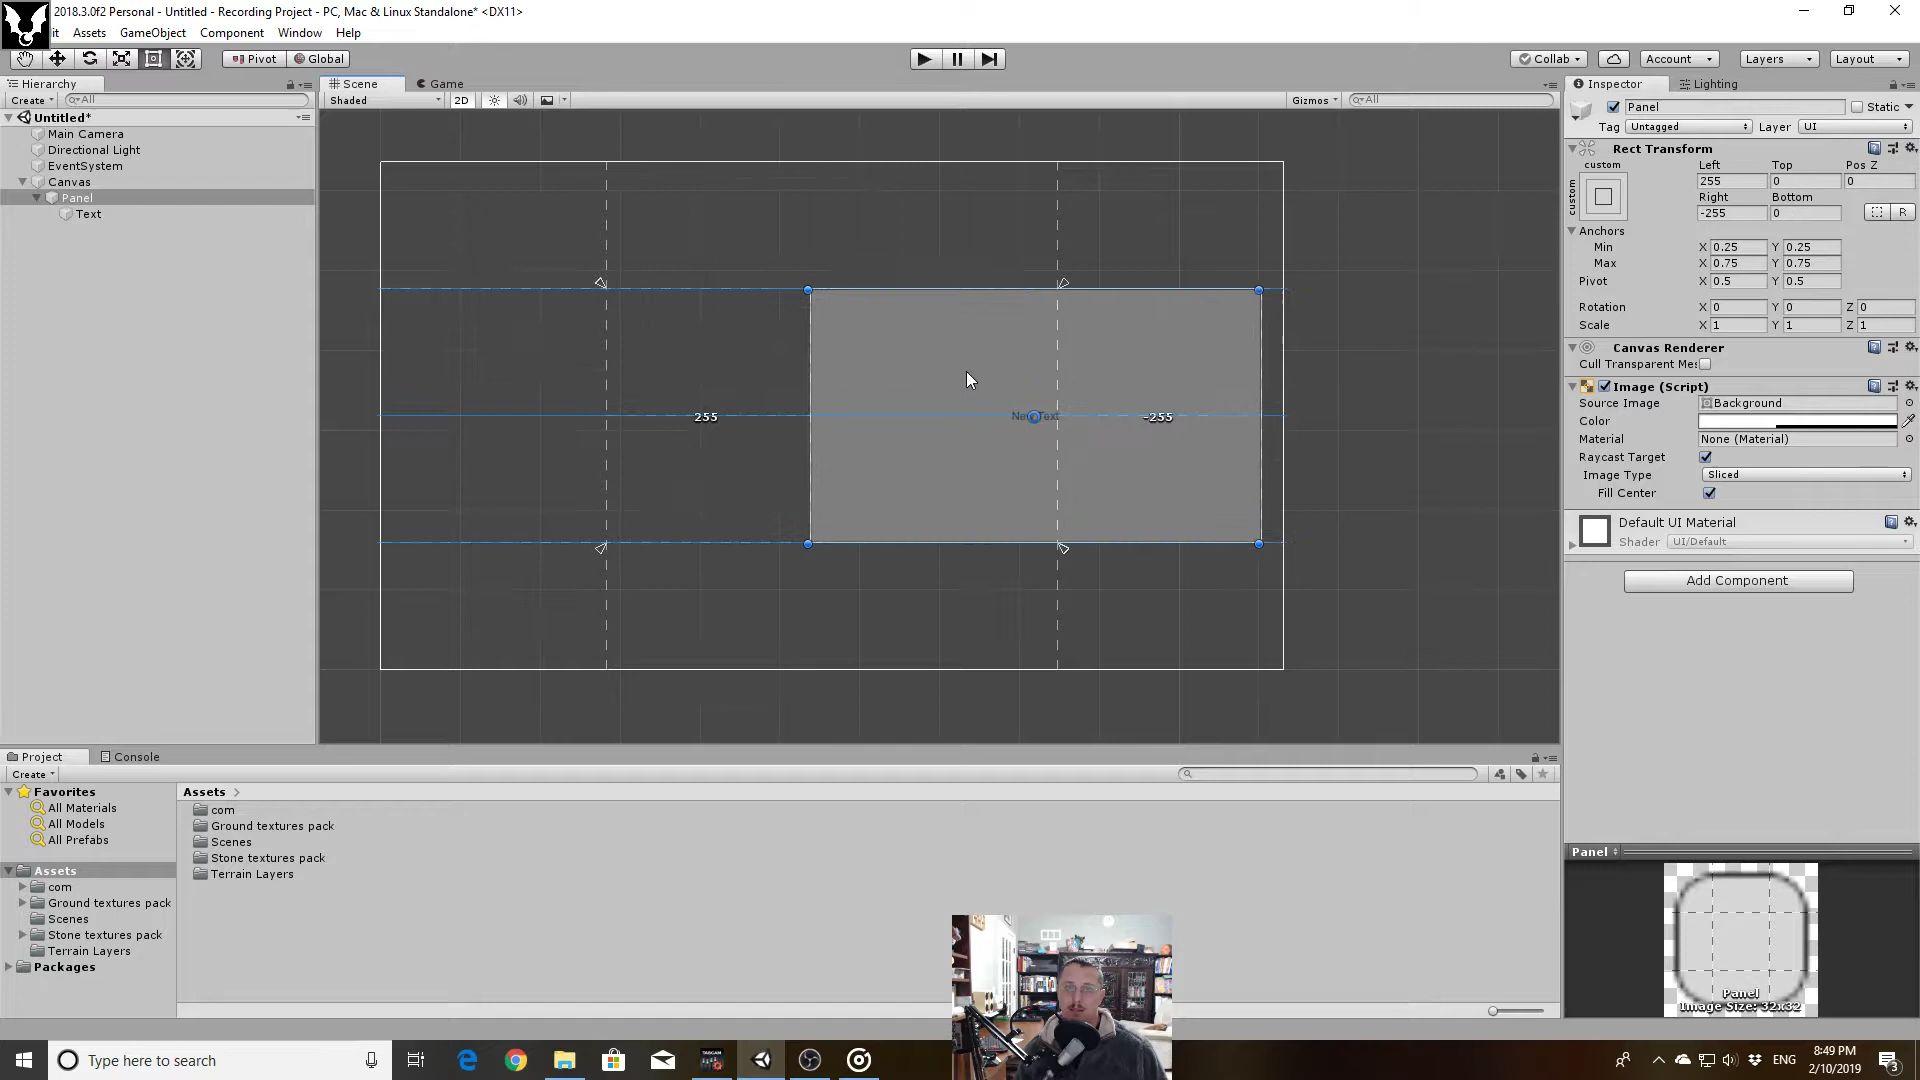 2018.3.0f2 Personal - Untitled - Recording Project - PC, Mac & Linux Standalone* <DX11>
it Assets GameObject Component Window Help
Pivot Global Collab Account Layers Layout
Hierarchy
Create All
Untitled*
Main Camera
Directional Light
EventSystem
Canvas
Panel
Text
Scene Game
Shaded 2D Gizmos All
255 New Text -255
Inspector Lighting
Panel Static
Tag Untagged Layer UI
Rect Transform
custom Left Top Pos Z
custom
255 0 0
Right Bottom
-255 0 R
Anchors
Min X 0.25 Y 0.25
Max X 0.75 Y 0.75
Pivot X 0.5 Y 0.5
Rotation X 0 Y 0 Z 0
Scale X 1 Y 1 Z 1
Canvas Renderer
Cull Transparent Mes
Image (Script)
Source Image Background
Color
Material None (Material)
Raycast Target
Image Type Sliced
Fill Center
Default UI Material
Shader UI/Default
Add Component
Project Console
Create
Favorites
All Materials
All Models
All Prefabs
Assets
com
Ground textures pack
Scenes
Stone textures pack
Terrain Layers
Packages
Assets
com
Ground textures pack
Scenes
Stone textures pack
Terrain Layers
Panel
Panel
Image Size: 32x32
Type here to search
ENG
8:49 PM
2/10/2019
3